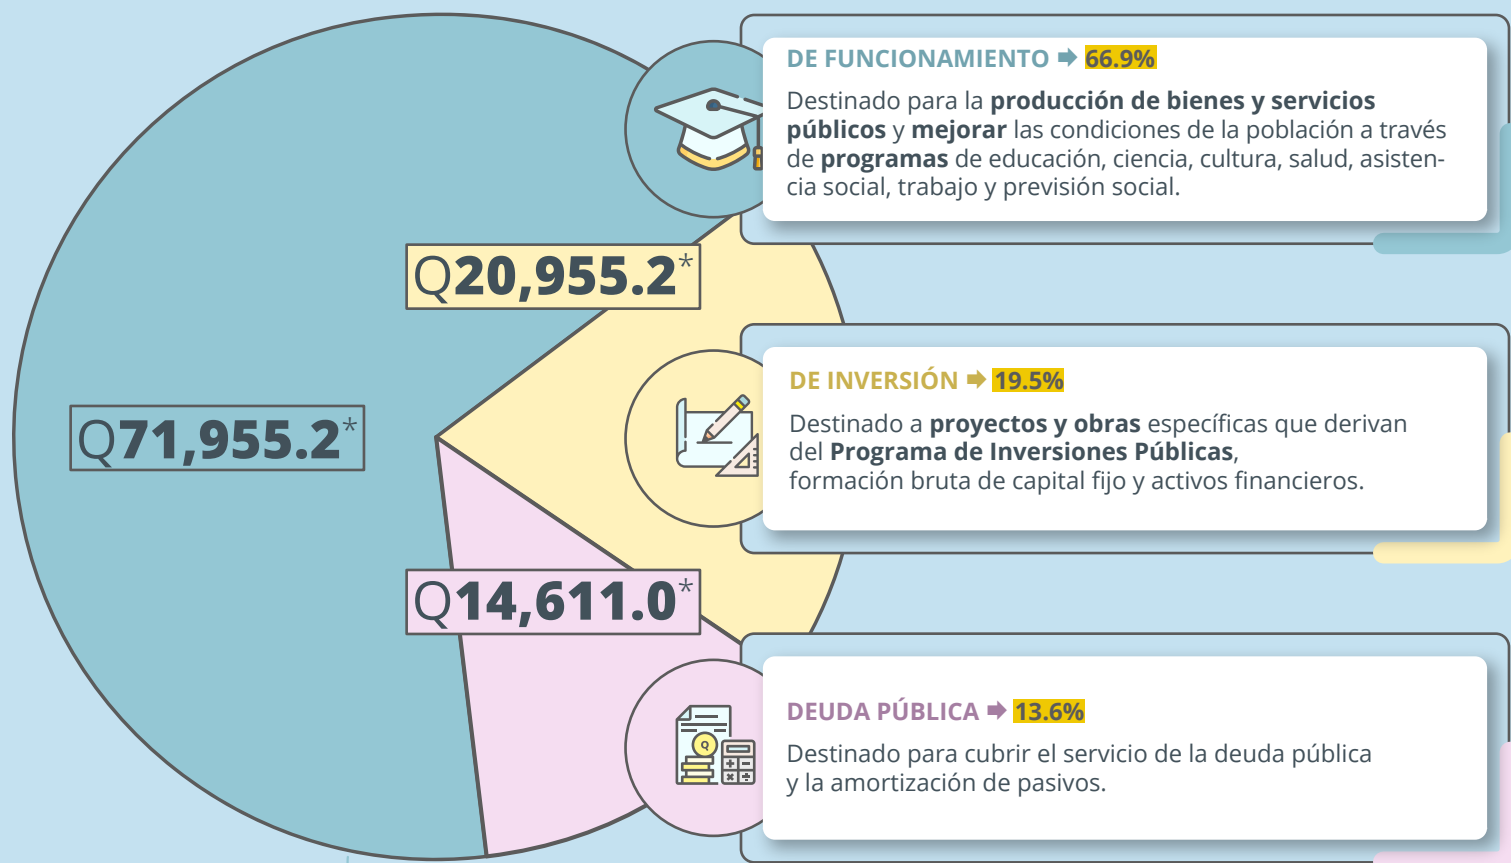 DE FUNCIONAMIENTO ➡ 66.9%
Destinado para la producción de bienes y servicios
públicos y mejorar las condiciones de la población a través
de programas de educación, ciencia, cultura, salud, asisten-
cia social, trabajo y previsión social.
Q20,955.2*
Q71,955.2*
DE INVERSIÓN ➡ 19.5%
Destinado a proyectos y obras específicas que derivan
del Programa de Inversiones Públicas,
formación bruta de capital fijo y activos financieros.
Q14,611.0*
DEUDA PÚBLICA ➡ 13.6%
Destinado para cubrir el servicio de la deuda pública
y la amortización de pasivos.
Q